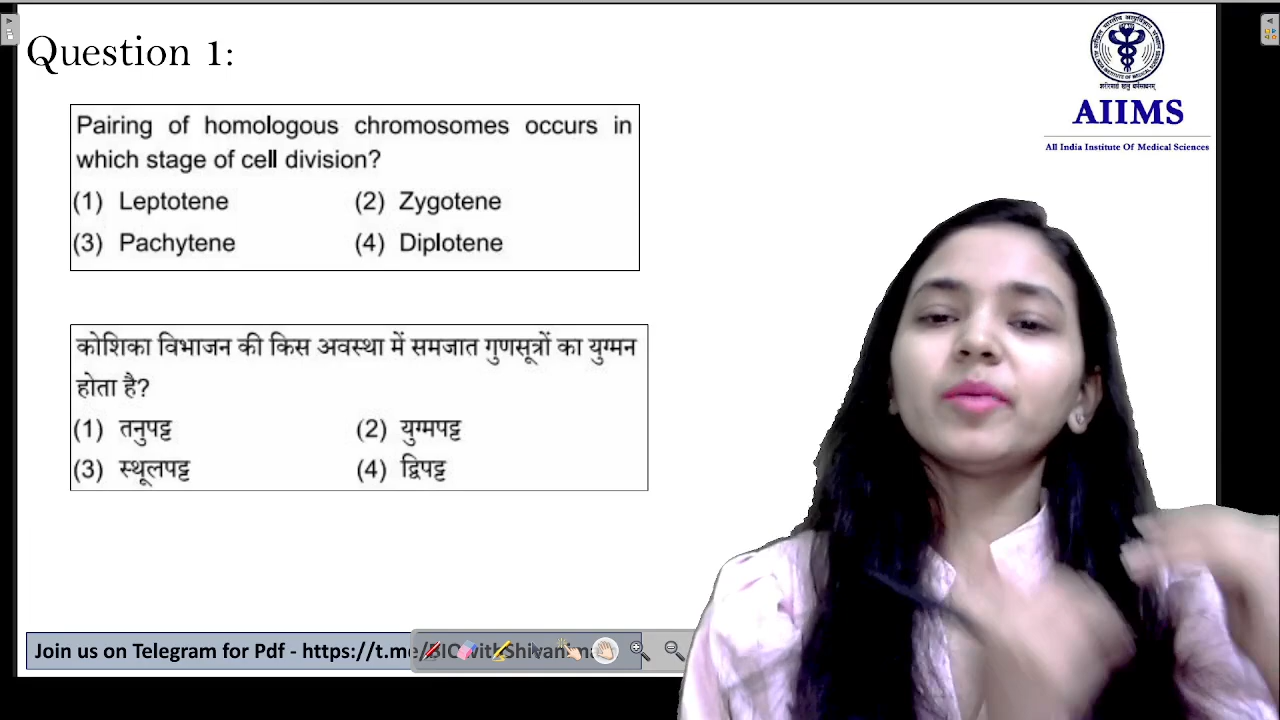 Question 1:
AIIMS
All India Institute Of Medical Sciences
Pairing of homologous chromosomes occurs in
which stage of cell division?
(1) Leptotene (2) Zygotene
(3) Pachytene (4) Diplotene
कोशिका विभाजन की किस अवस्था में समजात गुणसूत्रों का युग्मन
होता है?
(1) तनुपट्ट (2) युग्मपट्ट
(3) स्थूलपट्ट (4) द्विपट्ट
Join us on Telegram for Pdf - https://t.me/